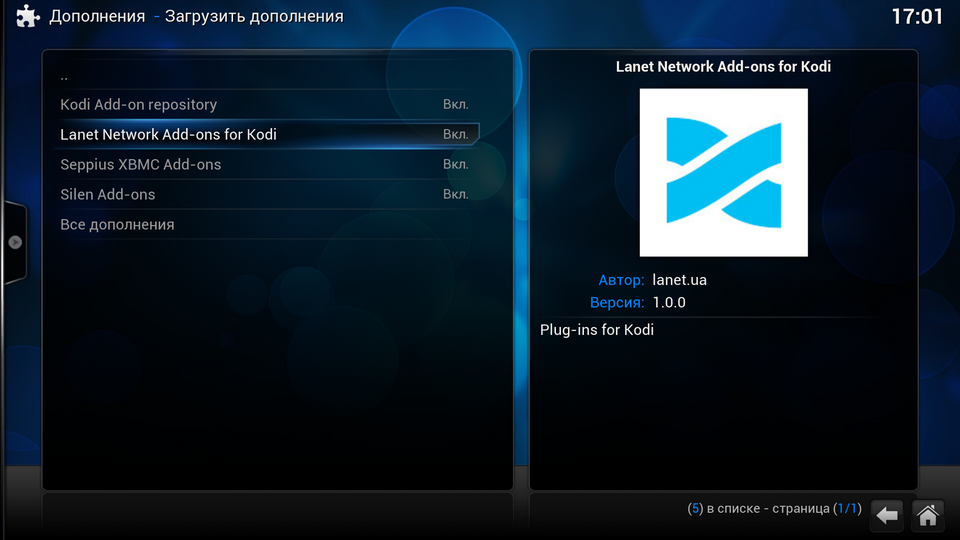 Дополнения - Загрузить дополнения
17:01
..
Kodi Add-on repository Вкл.
Lanet Network Add-ons for Kodi Вкл.
Seppius XBMC Add-ons Вкл.
Silen Add-ons Вкл.
Все дополнения
Lanet Network Add-ons for Kodi
Автор: lanet.ua
Версия: 1.0.0
Plug-ins for Kodi
(5) в списке - страница (1/1)